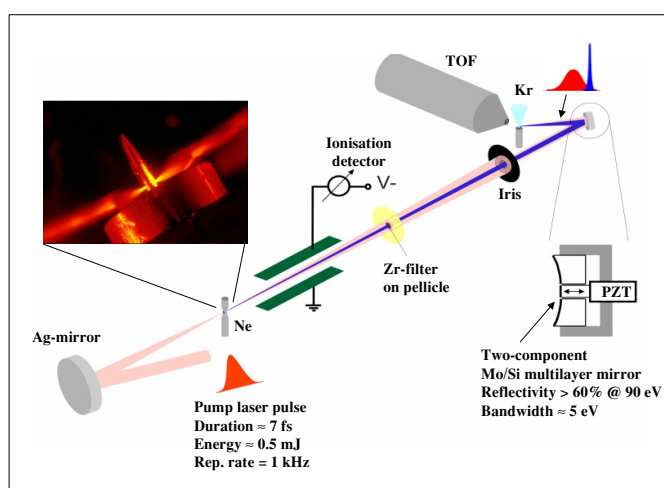 TOF
Kr
Ionisation
detector
V-
Iris
Zr-filter
on pellicle
PZT
Ne
Ag-mirror
Two-component
Mo/Si multilayer mirror
Reflectivity > 60% @ 90 eV
Bandwidth ≈ 5 eV
Pump laser pulse
Duration ≈ 7 fs
Energy ≈ 0.5 mJ
Rep. rate = 1 kHz